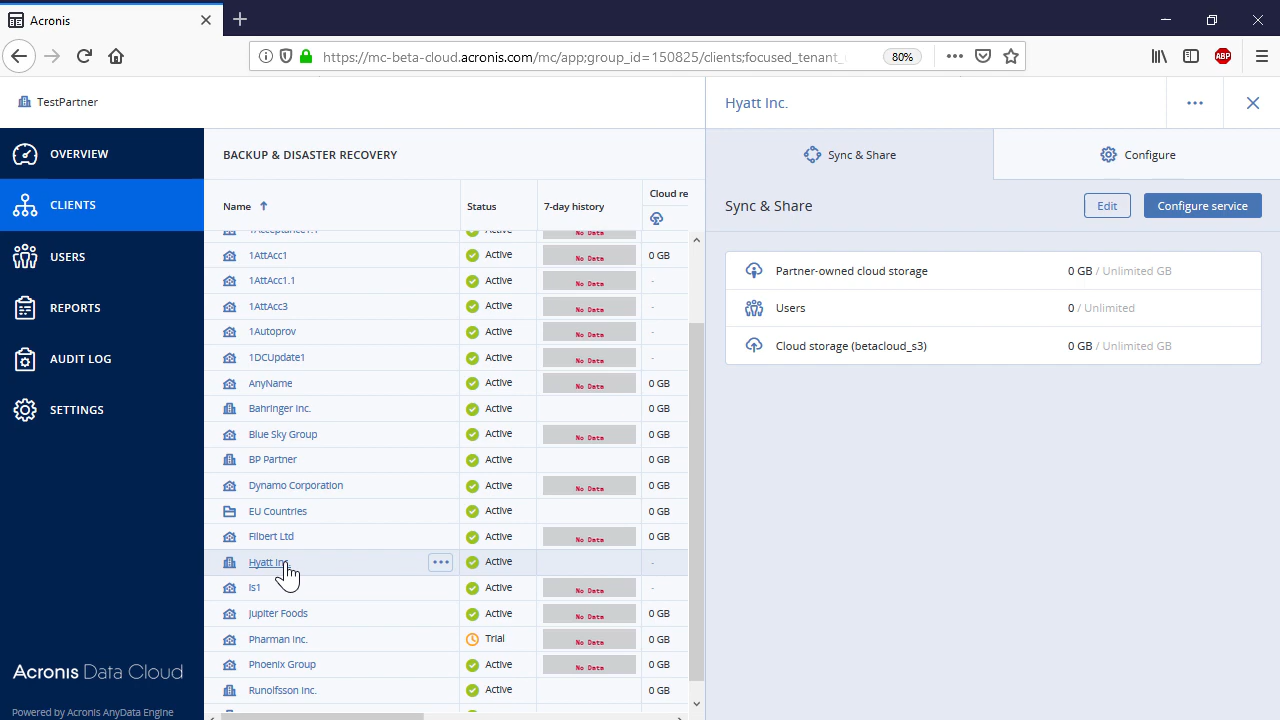 Acronis
https://mc-beta-cloud.acronis.com/mc/app;group_id=150825/clients;focused_tenant_
80%
ABP
TestPartner
OVERVIEW
CLIENTS
USERS
REPORTS
AUDIT LOG
SETTINGS
Acronis Data Cloud
Powered by Acronis AnyData Engine
BACKUP & DISASTER RECOVERY
Name Status 7-day history Cloud re
1Acceptance1.1 Active No Data
1AttAcc1 Active No Data 0 GB
1AttAcc1.1 Active No Data -
1AttAcc3 Active No Data -
1Autoprov Active No Data -
1DCUpdate1 Active No Data -
AnyName Active No Data 0 GB
Bahringer Inc. Active 0 GB
Blue Sky Group Active No Data 0 GB
BP Partner Active 0 GB
Dynamo Corporation Active No Data 0 GB
EU Countries Active 0 GB
Filbert Ltd Active No Data 0 GB
Hyatt Inc. Active -
Is1 Active No Data -
Jupiter Foods Active No Data 0 GB
Pharman Inc. Trial No Data 0 GB
Phoenix Group Active No Data 0 GB
Runolfsson Inc. Active 0 GB
Hyatt Inc.
Sync & Share
Configure
Sync & Share
Edit
Configure service
Partner-owned cloud storage 0 GB / Unlimited GB
Users 0 / Unlimited
Cloud storage (betacloud_s3) 0 GB / Unlimited GB